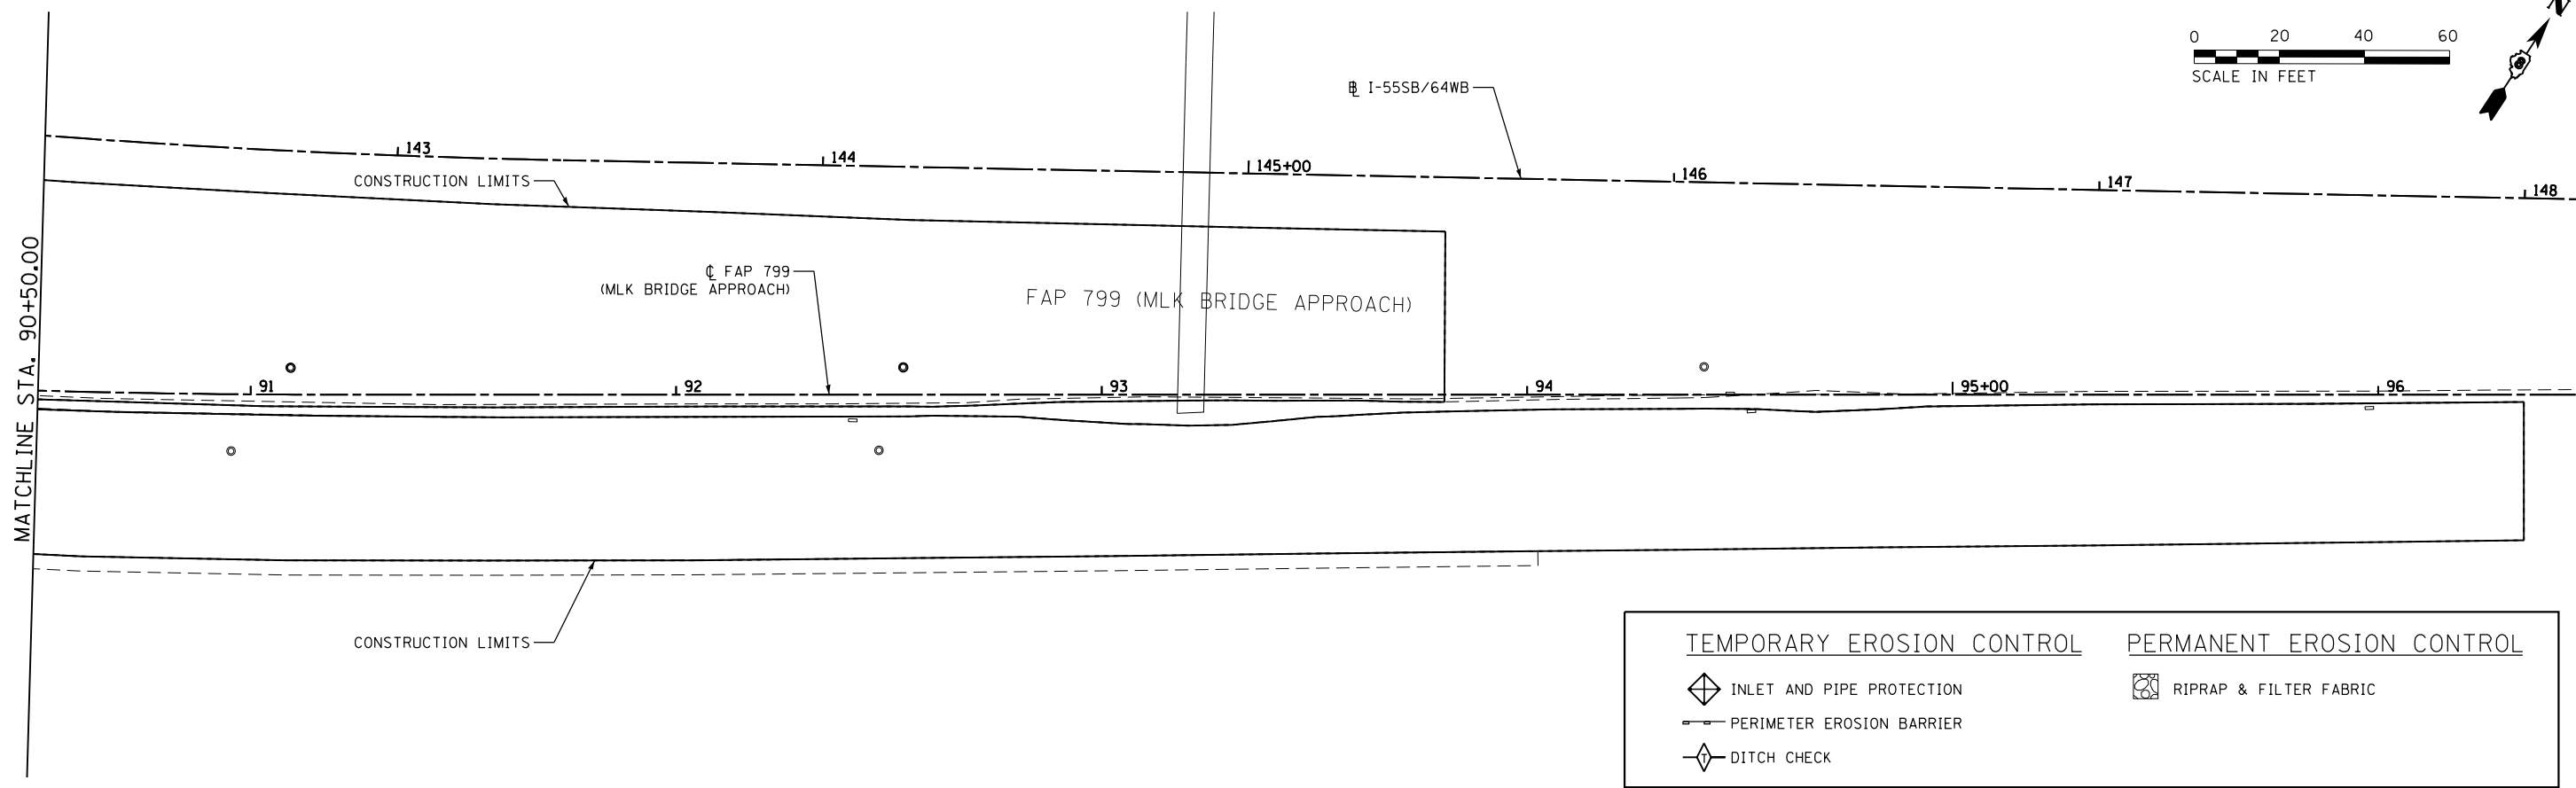 N
0 20 40 60
SCALE IN FEET
BL I-55SB/64WB
143
144
145+00
146
147
148
CONSTRUCTION LIMITS
MATCHLINE STA. 90+50.00
CL FAP 799
(MLK BRIDGE APPROACH)
FAP 799 (MLK BRIDGE APPROACH)
91
92
93
94
95+00
96
CONSTRUCTION LIMITS
TEMPORARY EROSION CONTROL
INLET AND PIPE PROTECTION
PERIMETER EROSION BARRIER
T DITCH CHECK
PERMANENT EROSION CONTROL
RIPRAP & FILTER FABRIC